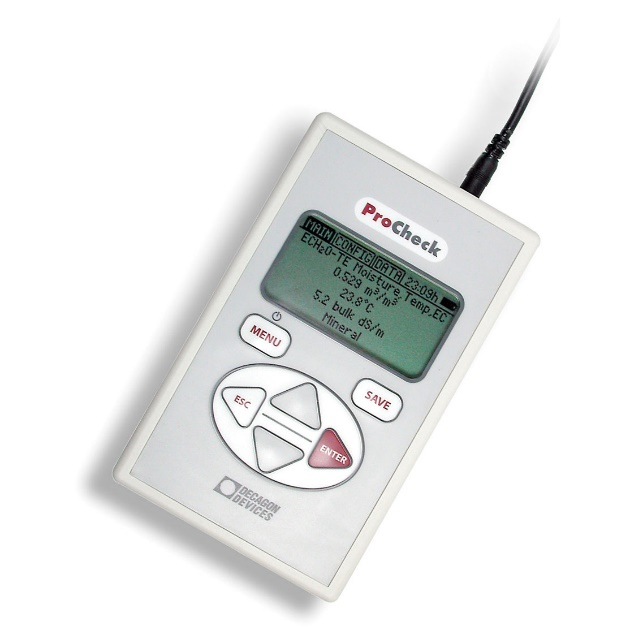 ProCheck
MAIN CONFIG DATA 23:09h
ECH₂O-TE Moisture,Temp,EC
0.529 m³/m³
23.8°C
5.2 bulk dS/m
Mineral
MENU
SAVE
ESC
ENTER
DECAGON
DEVICES